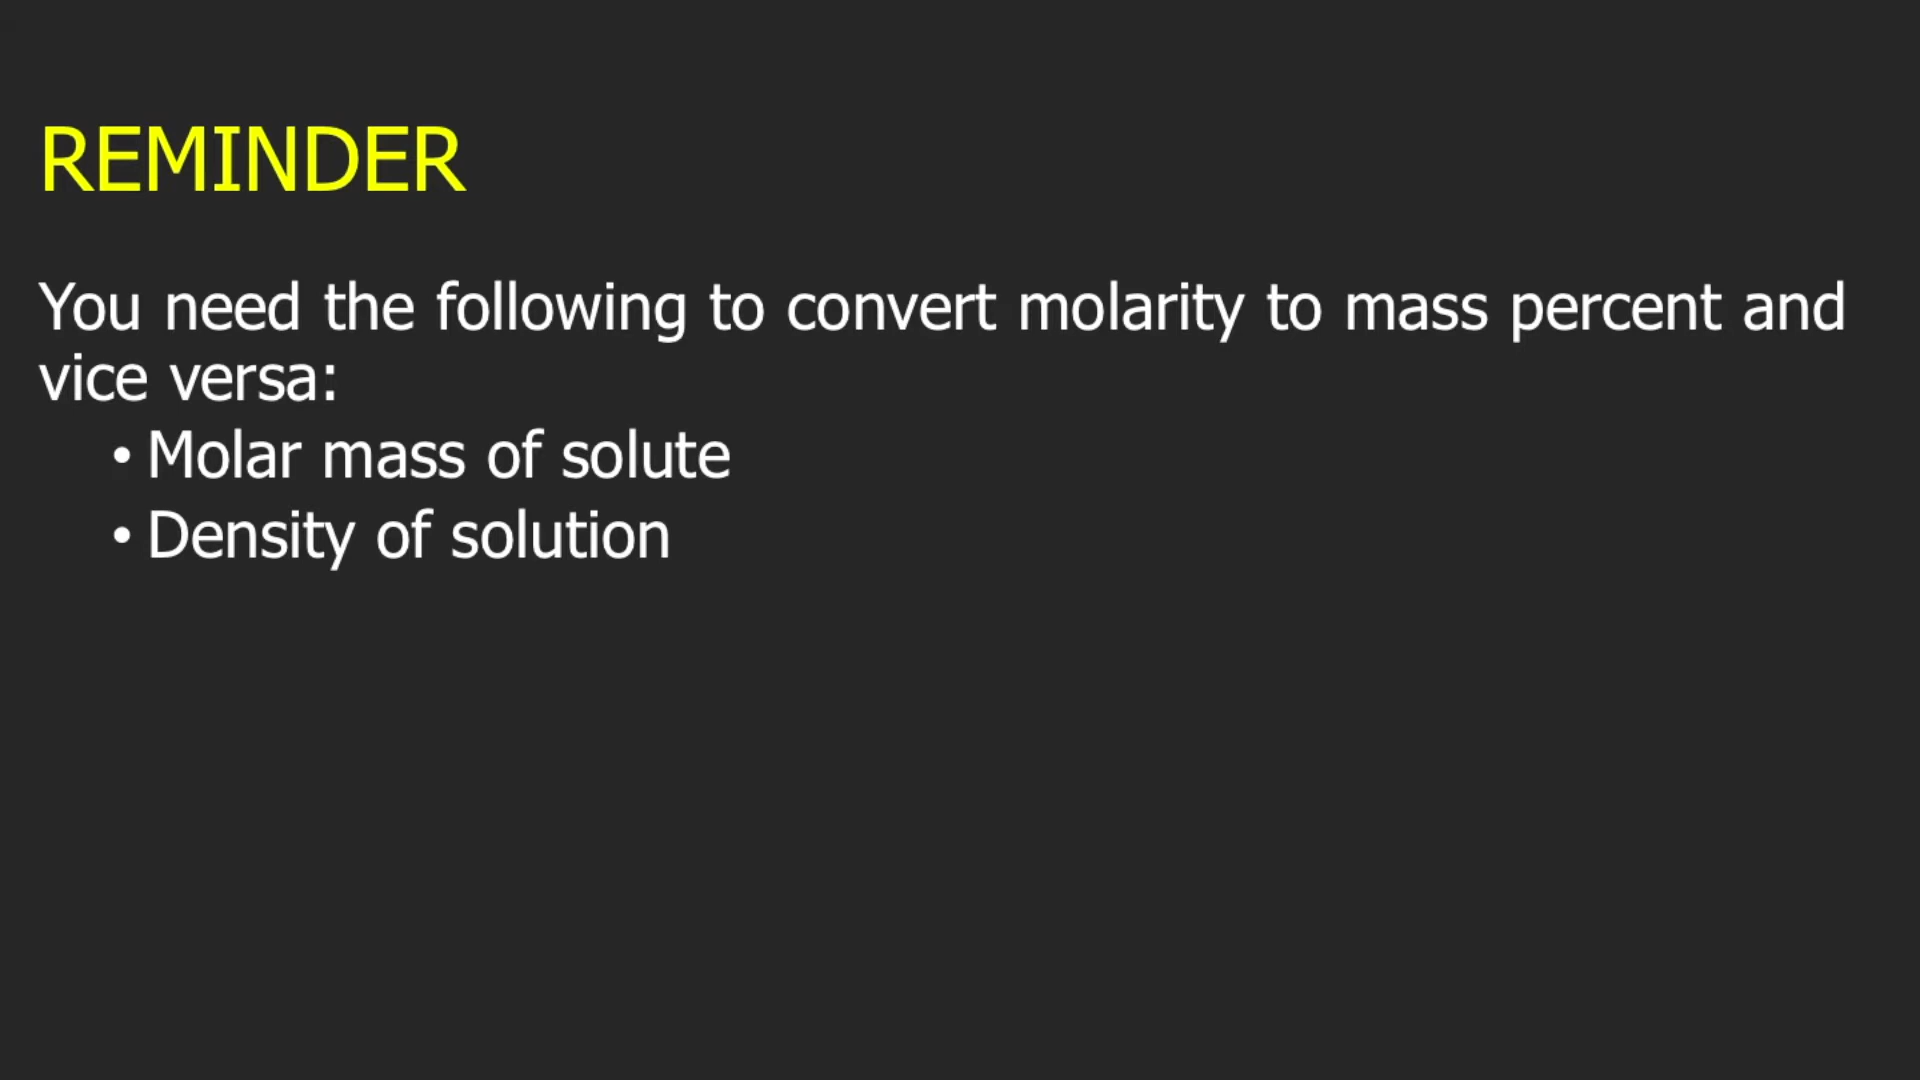 REMINDER
You need the following to convert molarity to mass percent and
vice versa:
• Molar mass of solute
• Density of solution